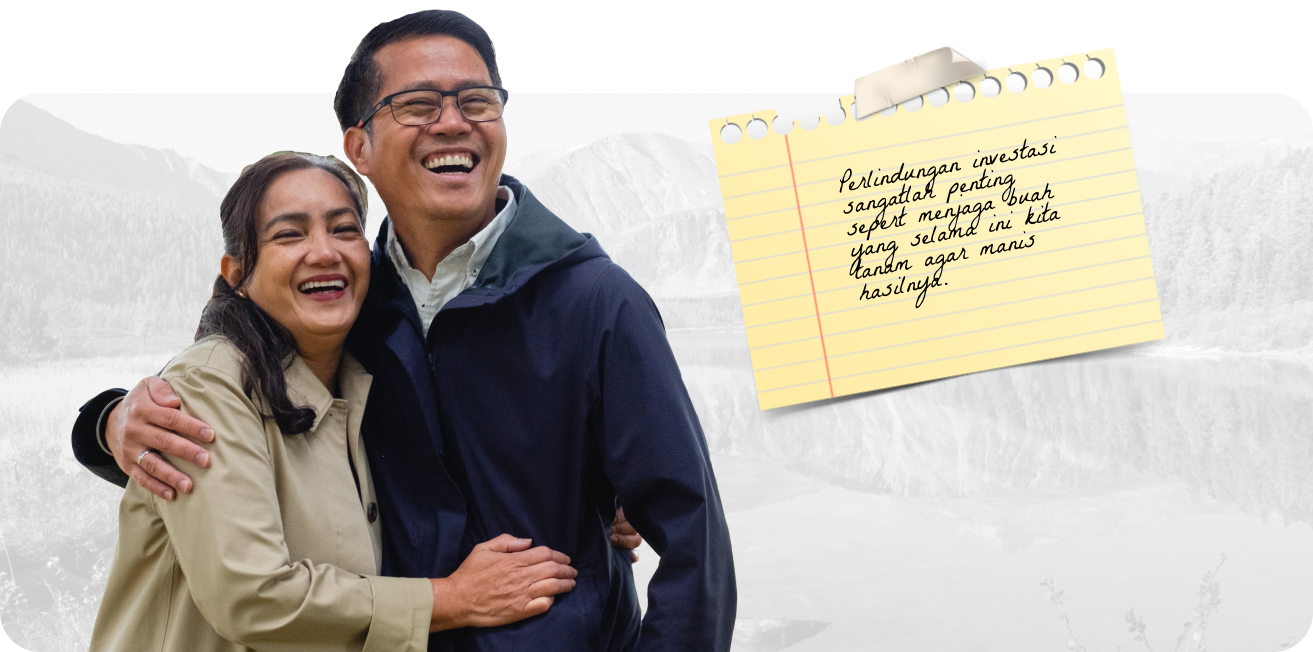 Perlindungan investasi
sangatlah penting
sepert menjaga buah
yang selama ini kita
tanam agar manis
hasilnya.